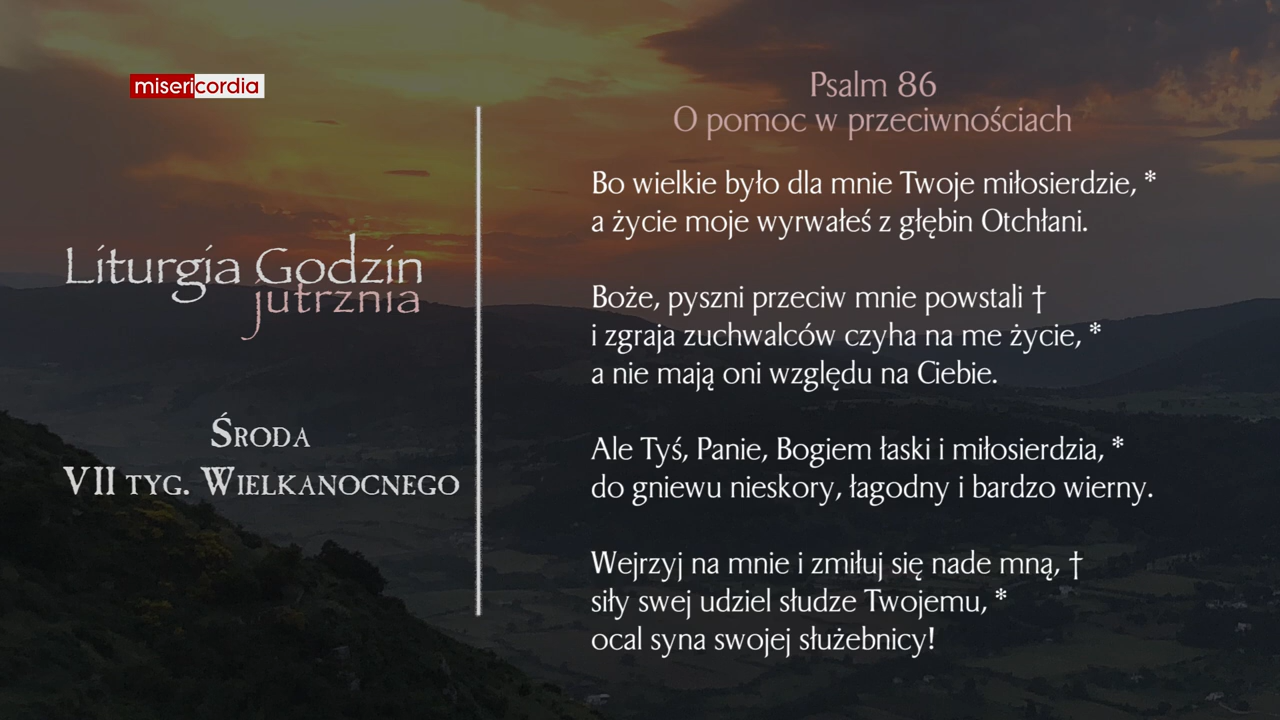 misericordia
Liturgia Godzin
jutrznia
Środa
VII tyg. Wielkanocnego
Psalm 86
O pomoc w przeciwnościach
Bo wielkie było dla mnie Twoje miłosierdzie, *
a życie moje wyrwałeś z głębin Otchłani.
Boże, pyszni przeciw mnie powstali †
i zgraja zuchwalców czyha na me życie, *
a nie mają oni względu na Ciebie.
Ale Tyś, Panie, Bogiem łaski i miłosierdzia, *
do gniewu nieskory, łagodny i bardzo wierny.
Wejrzyj na mnie i zmiłuj się nade mną, †
siły swej udziel słudze Twojemu, *
ocal syna swojej służebnicy!